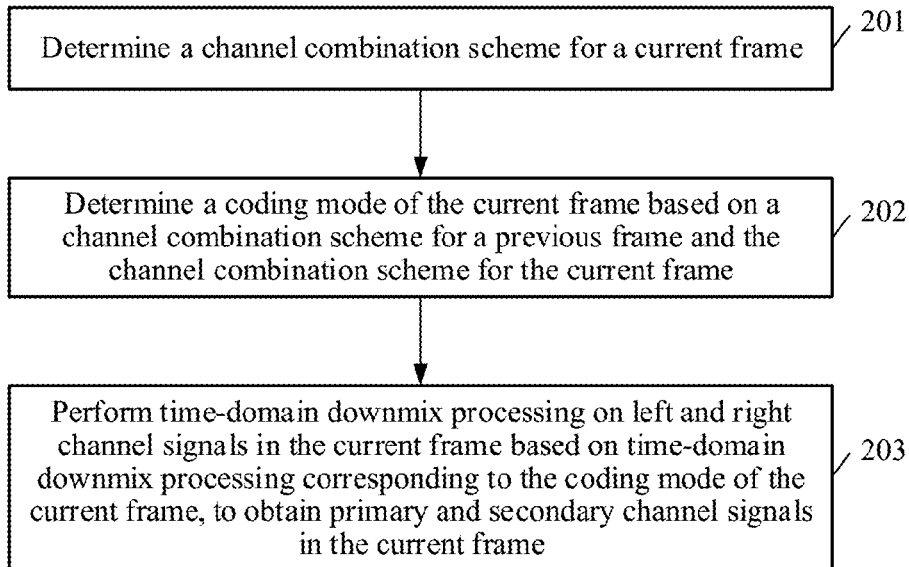 Determine a channel combination scheme for a current frame
201
Determine a coding mode of the current frame based on a
channel combination scheme for a previous frame and the
channel combination scheme for the current frame
202
Perform time-domain downmix processing on left and right
channel signals in the current frame based on time-domain
downmix processing corresponding to the coding mode of the
current frame, to obtain primary and secondary channel signals
in the current frame
203